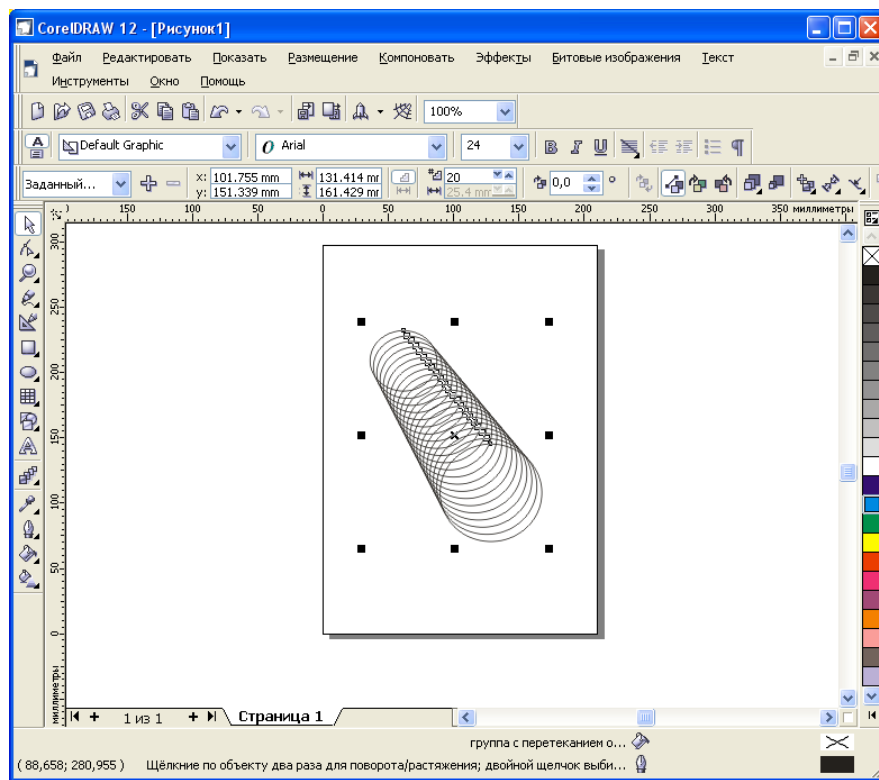 CorelDRAW 12 - [Рисунок1]
Файл Редактировать Показать Размещение Компоновать Эффекты Битовые изображения Текст
Инструменты Окно Помощь
100%
Default Graphic O Arial 24 B I U
Заданный... x: 101.755 mm 131.414 mr 20 0,0 °
y: 151.339 mm 161.429 mr 25,4 mm
150 100 50 0 50 100 150 200 250 300 350 миллиметры
300
250
200
150
100
50
0
миллиметры
1 из 1 Страница 1
группа с перетеканием о...
( 88,658; 280,955 ) Щёлкние по объекту два раза для поворота/растяжения; двойной щелчок выби...